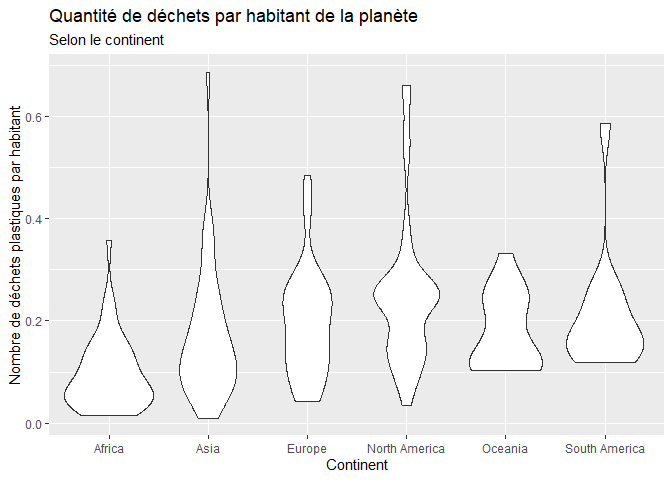 Quantité de déchets par habitant de la planète
Selon le continent
Nombre de déchets plastiques par habitant
0.6
0.4
0.2
0.0
Africa Asia Europe North America Oceania South America
Continent